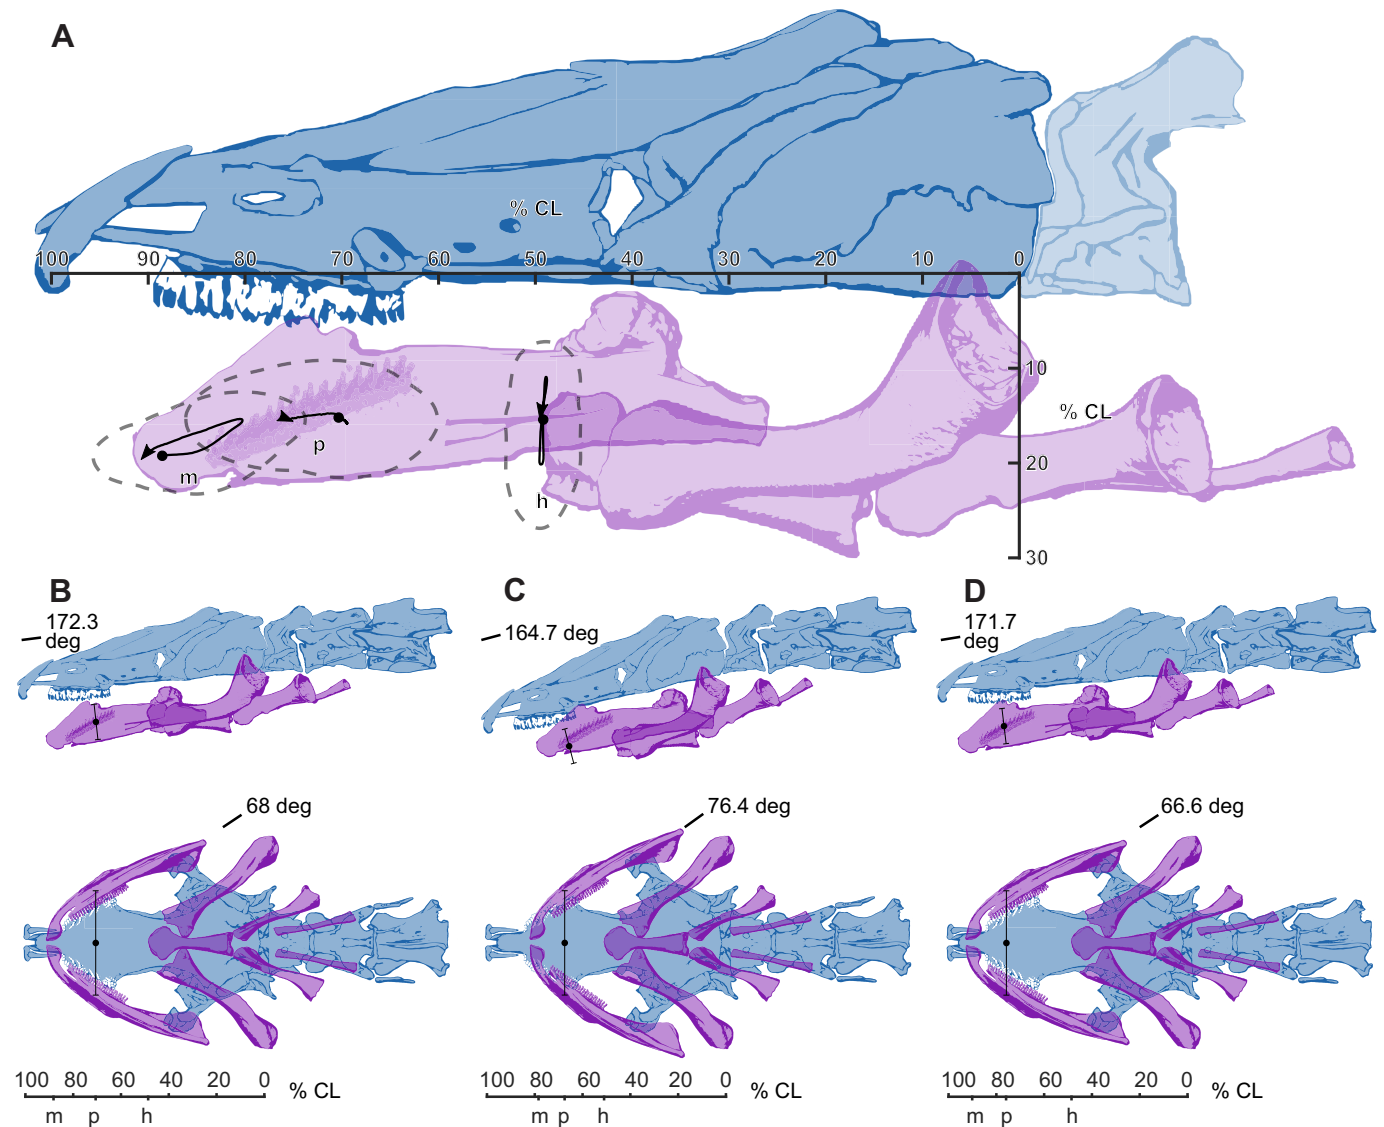 A
% CL
100 90 80 70 60 50 40 30 20 10 0
10
% CL
20
30
p
m
h
B
172.3
deg
C
164.7 deg
D
171.7
deg
68 deg
76.4 deg
66.6 deg
100 80 60 40 20 0 % CL
m p h
100 80 60 40 20 0 % CL
m p h
100 80 60 40 20 0 % CL
m p h